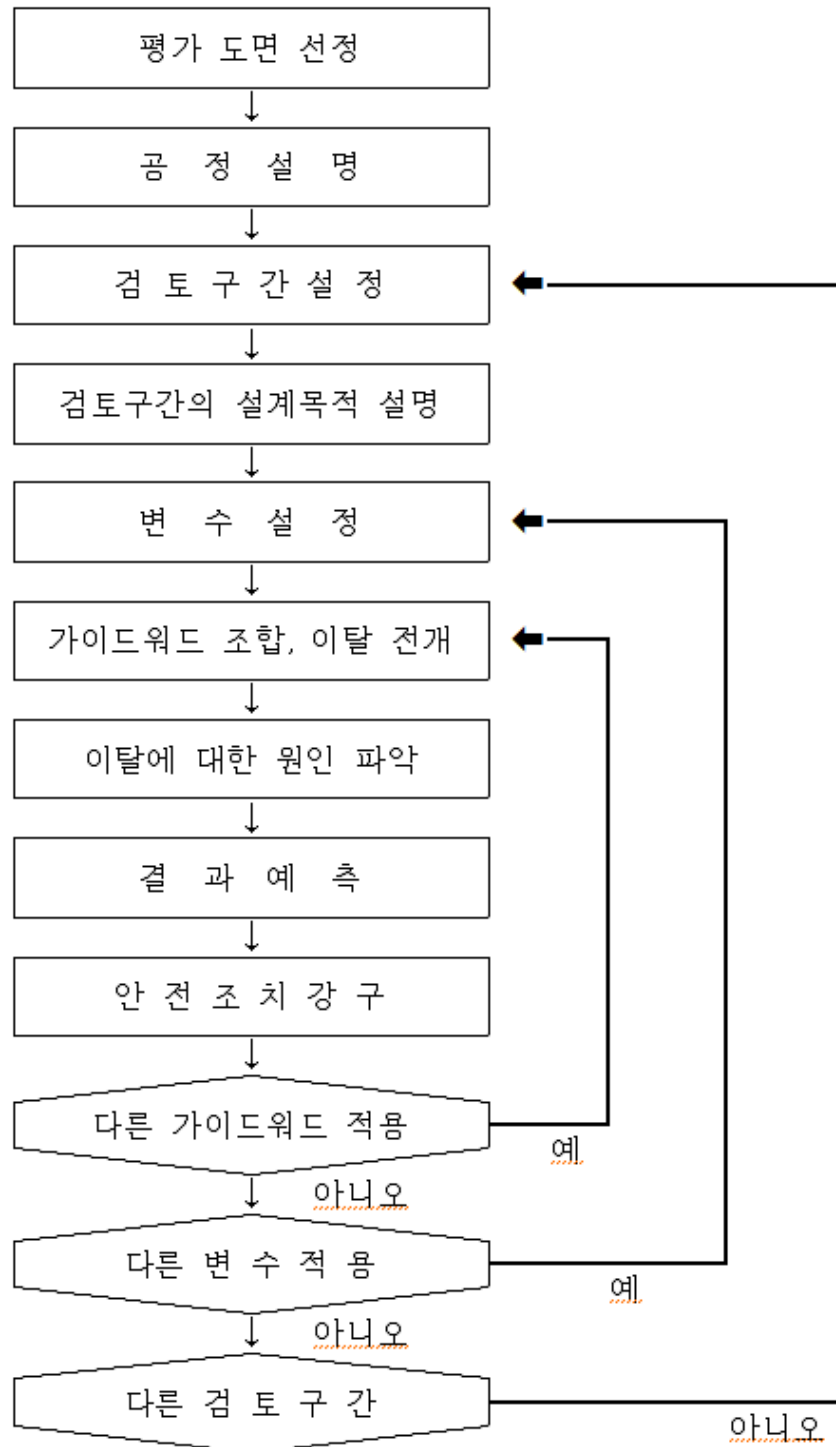 평가 도면 선정
↓
공 정 설 명
↓
검 토 구 간 설 정
↓
검토구간의 설계목적 설명
↓
변 수 설 정
↓
가이드워드 조합, 이탈 전개
↓
이탈에 대한 원인 파악
↓
결 과 예 측
↓
안 전 조 치 강 구
↓
다른 가이드워드 적용
예
↓ 아니오
다른 변 수 적 용
예
↓ 아니오
다른 검 토 구 간
아니오